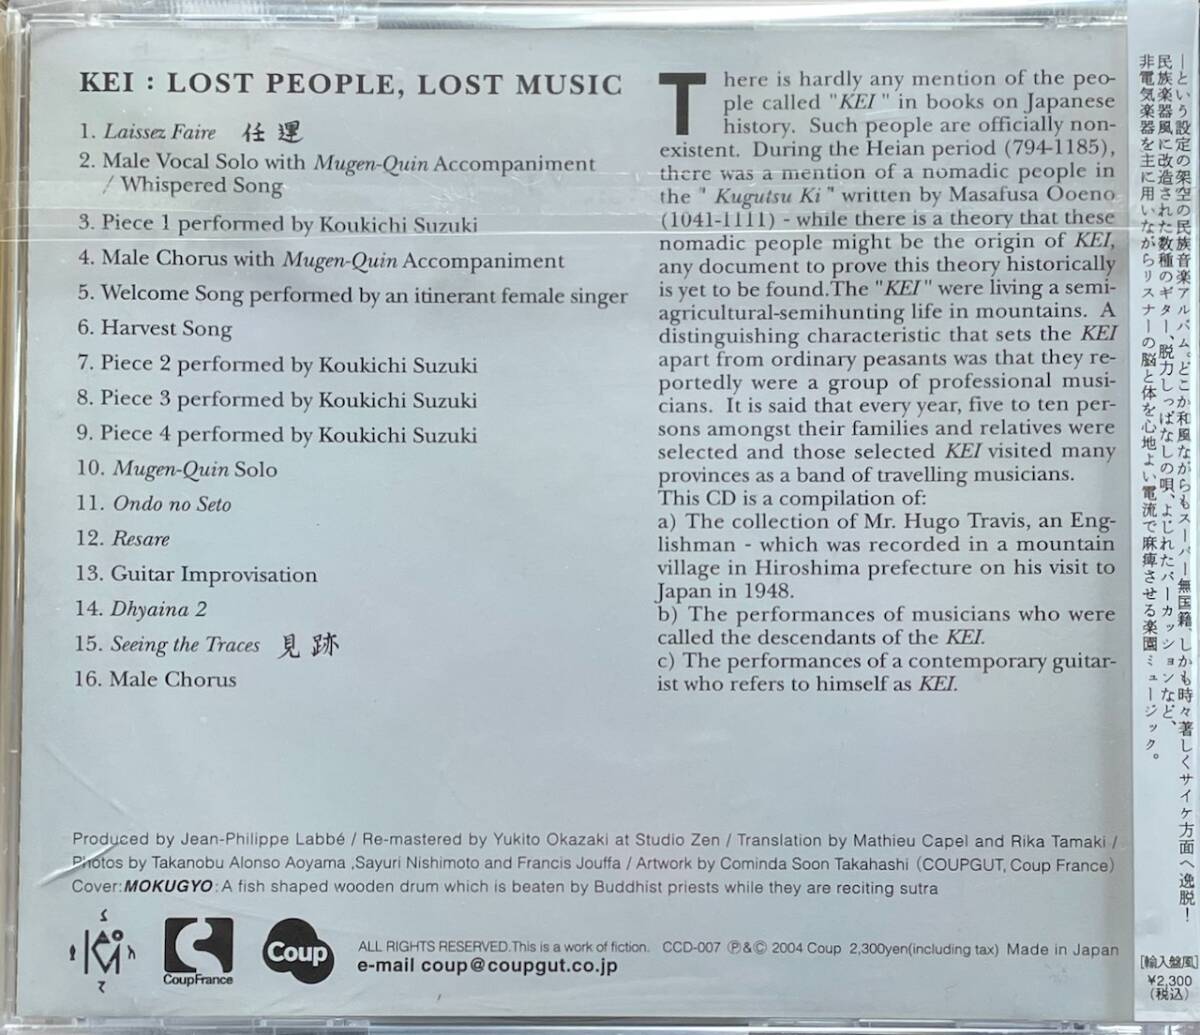 KEI : LOST PEOPLE, LOST MUSIC
1. Laissez Faire 任運
2. Male Vocal Solo with Mugen-Quin Accompaniment
/ Whispered Song
3. Piece 1 performed by Koukichi Suzuki
4. Male Chorus with Mugen-Quin Accompaniment
5. Welcome Song performed by an itinerant female singer
6. Harvest Song
7. Piece 2 performed by Koukichi Suzuki
8. Piece 3 performed by Koukichi Suzuki
9. Piece 4 performed by Koukichi Suzuki
10. Mugen-Quin Solo
11. Ondo no Seto
12. Resare
13. Guitar Improvisation
14. Dhyaina 2
15. Seeing the Traces 見跡
16. Male Chorus
There is hardly any mention of the peo-
ple called "KEI" in books on Japanese
history. Such people are officially non-
existent. During the Heian period (794-1185),
there was a mention of a nomadic people in
the " Kugutsu Ki " written by Masafusa Ooeno
(1041-1111) - while there is a theory that these
nomadic people might be the origin of KEI,
any document to prove this theory historically
is yet to be found.The "KEI" were living a semi-
agricultural-semihunting life in mountains. A
distinguishing characteristic that sets the KEI
apart from ordinary peasants was that they re-
portedly were a group of professional musi-
cians. It is said that every year, five to ten per-
sons amongst their families and relatives were
selected and those selected KEI visited many
provinces as a band of travelling musicians.
This CD is a compilation of:
a) The collection of Mr. Hugo Travis, an Eng-
lishman - which was recorded in a mountain
village in Hiroshima prefecture on his visit to
Japan in 1948.
b) The performances of musicians who were
called the descendants of the KEI.
c) The performances of a contemporary guitar-
ist who refers to himself as KEI.
Produced by Jean-Philippe Labbé / Re-mastered by Yukito Okazaki at Studio Zen / Translation by Mathieu Capel and Rika Tamaki /
Photos by Takanobu Alonso Aoyama ,Sayuri Nishimoto and Francis Jouffa / Artwork by Cominda Soon Takahashi (COUPGUT, Coup France)
Cover:MOKUGYO:A fish shaped wooden drum which is beaten by Buddhist priests while they are reciting sutra
CoupFrance
Coup
ALL RIGHTS RESERVED.This is a work of fiction. CCD-007 ℗&© 2004 Coup 2,300yen(including tax) Made in Japan
e-mail coup@coupgut.co.jp
―という設定の架空の民族音楽アルバム。どこか和風ながらもスーパー無国籍、しかも時々著しくサイケ方面へ逸脱！
民族楽器風に改造された数種のギター、脱力しっぱなしの唄、よじれたパーカッションなど、
非電気楽器を主に用いながらリスナーの脳と体を心地よい電流で麻痺させる楽園ミュージック。
[輸入盤風]
¥2,300
(税込)